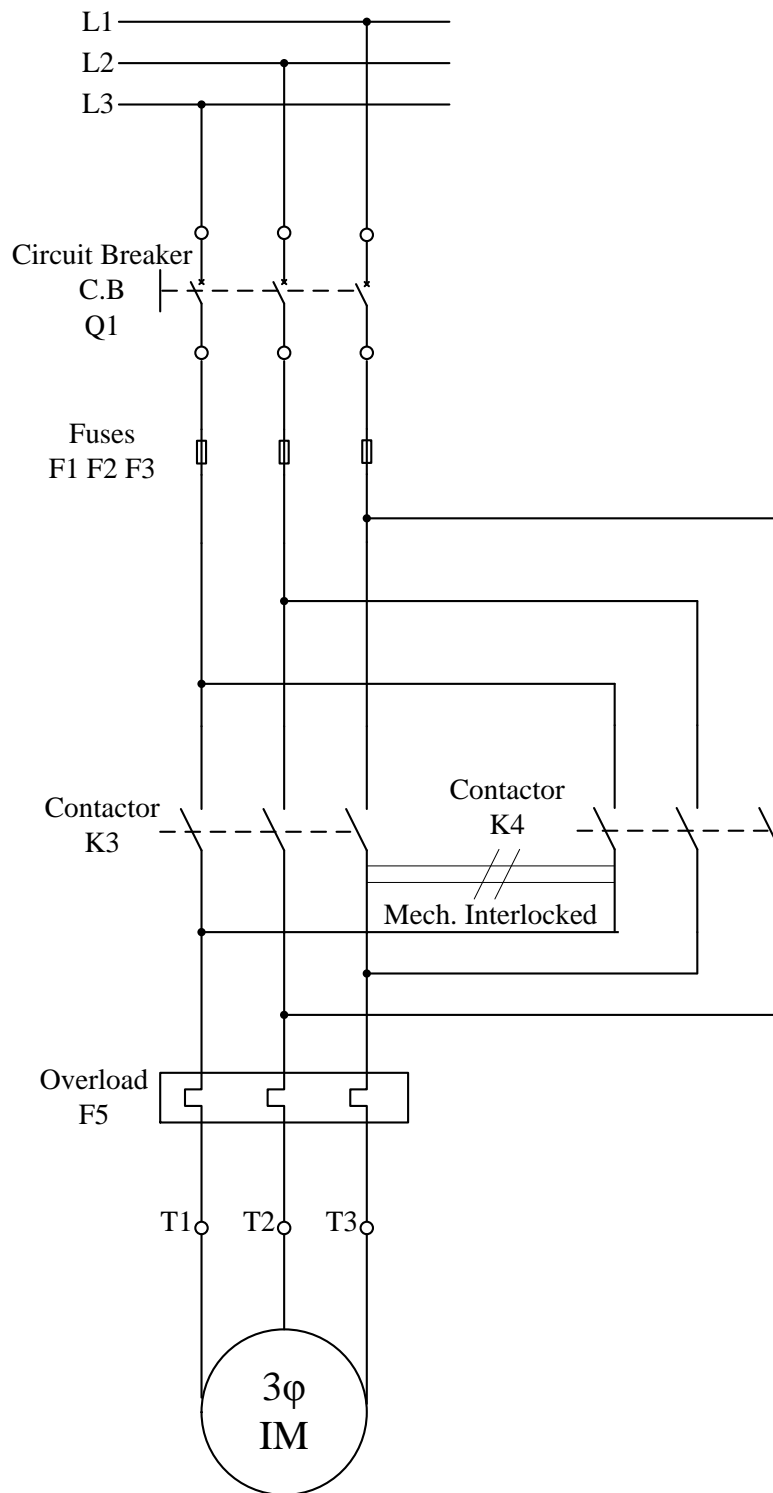 L1
L2
L3
Circuit Breaker
C.B
Q1
Fuses
F1 F2 F3
Contactor
K3
Contactor
K4
Mech. Interlocked
Overload
F5
T1
T2
T3
3φ
IM